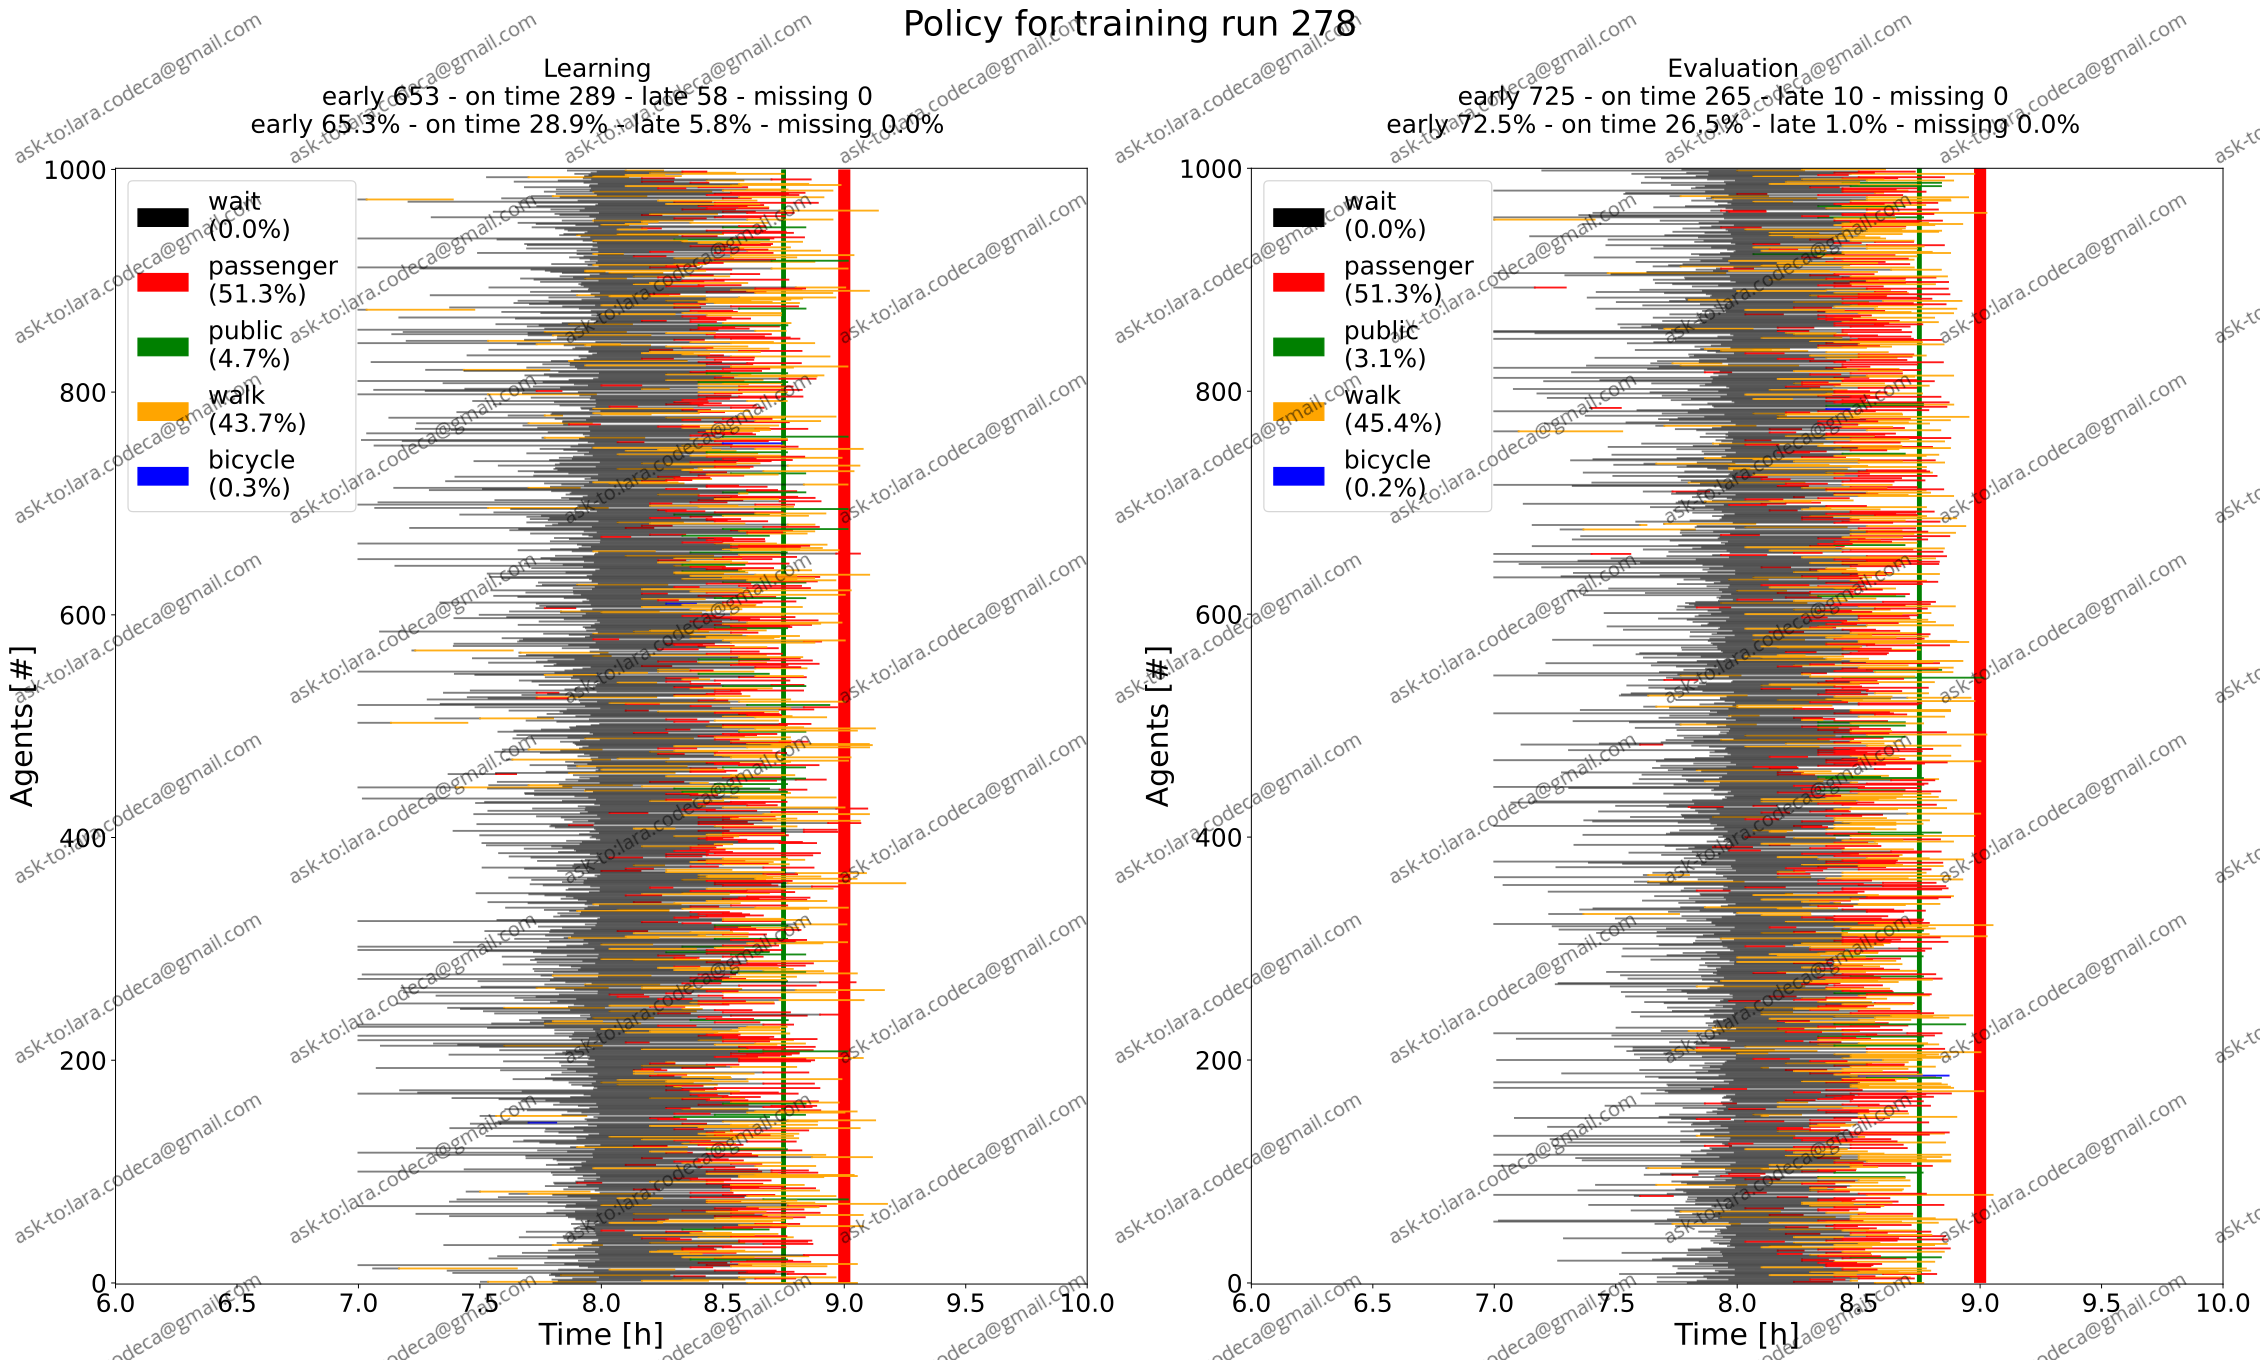 Policy for training run 278
Learning
early 653 - on time 289 - late 58 - missing 0
early 65.3% - on time 28.9% - late 5.8% - missing 0.0%
wait
(0.0%)
passenger
(51.3%)
public
(4.7%)
walk
(43.7%)
bicycle
(0.3%)
Agents [#]
1000
800
600
400
200
0
6.0 6.5 7.0 7.5 8.0 8.5 9.0 9.5 10.0
Time [h]
Evaluation
early 725 - on time 265 - late 10 - missing 0
early 72.5% - on time 26.5% - late 1.0% - missing 0.0%
wait
(0.0%)
passenger
(51.3%)
public
(3.1%)
walk
(45.4%)
bicycle
(0.2%)
Agents [#]
1000
800
600
400
200
0
6.0 6.5 7.0 7.5 8.0 8.5 9.0 9.5 10.0
Time [h]
ask-to:lara.codeca@gmail.com